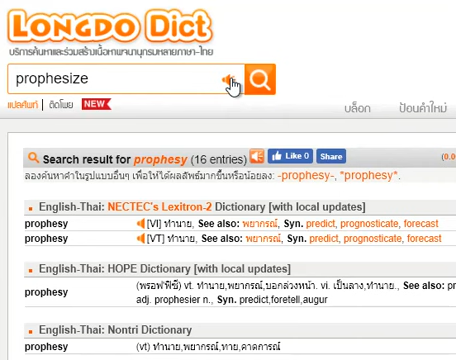 LONGDO Dict
บริการค้นหาและร่วมสร้างเนื้อหาพจนานุกรมหลายภาษา-ไทย
prophesize
แปลศัพท์ | ติดโพย NEW
บล็อก ป้อนคำใหม่
Search result for prophesy (16 entries) Like 0 Share
ลองค้นหาคำในรูปแบบอื่นๆ เพื่อให้ได้ผลลัพธ์มากขึ้นหรือน้อยลง: -prophesy-, *prophesy*.
English-Thai: NECTEC's Lexitron-2 Dictionary [with local updates]
prophesy [VI] ทำนาย, See also: พยากรณ์, Syn. predict, prognosticate, forecast
prophesy [VT] ทำนาย, See also: พยากรณ์, Syn. predict, prognosticate, forecast
English-Thai: HOPE Dictionary [with local updates]
prophesy (พรอฟ'ฟีซี) vt. ทำนาย,พยากรณ์,บอกล่วงหน้า. vi. เป็นลาง,ทำนาย., See also:
adj. prophesier n., Syn. predict,foretell,augur
English-Thai: Nontri Dictionary
prophesy (vt) ทำนาย,พยากรณ์,ทาย,คาดการณ์